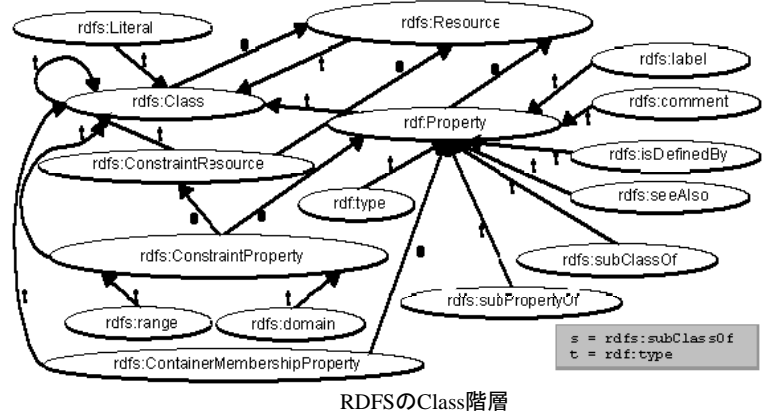 rdfs:Literal
rdfs:Resource
s
t
t
s
s
t
rdfs:label
rdfs:Class
t
t
rdfs:comment
rdf:Property
t
t
t
rdfs:ConstraintResource
t
rdfs:isDefinedBy
t
t
rdfs:seeAlso
rdf:type
s
s
s
t
t
rdfs:ConstraintProperty
rdfs:subClassOf
t
t
t
rdfs:subPropertyOf
rdfs:range
rdfs:domain
rdfs:ContainerMembershipProperty
s = rdfs:subClassOf
t = rdf:type
RDFSのClass階層